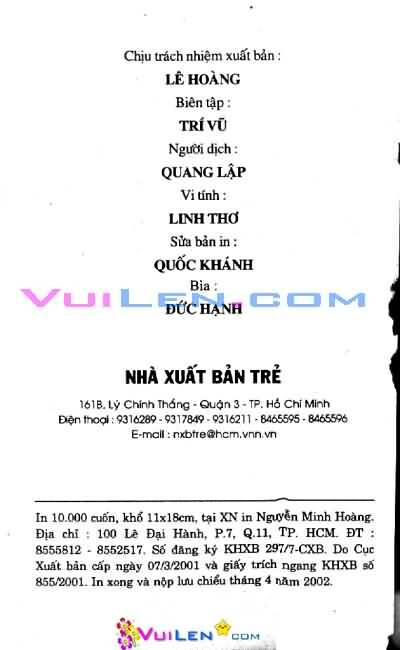 Chịu trách nhiệm xuất bản :
LÊ HOÀNG
Biên tập :
TRÍ VŨ
Người dịch :
QUANG LẬP
Vi tính :
LINH THƠ
Sửa bản in :
QUỐC KHÁNH
Bìa :
VUILEN.COM
ĐỨC HẠNH
NHÀ XUẤT BẢN TRẺ
161B, Lý Chính Thắng - Quận 3 - TP. Hồ Chí Minh
Điện thoại : 9316289 - 9317849 - 9316211 - 8465595 - 8465596
E-mail : nxbtre@hcm.vnn.vn
In 10.000 cuốn, khổ 11x18cm, tại XN in Nguyễn Minh Hoàng.
Địa chỉ : 100 Lê Đại Hành, P.7, Q.11, TP. HCM. ĐT :
8555812 - 8552517. Số đăng ký KHXB 297/7-CXB. Do Cục
Xuất bản cấp ngày 07/3/2001 và giấy trích ngang KHXB số
855/2001. In xong và nộp lưu chiểu tháng 4 năm 2002.
VUILEN.COM